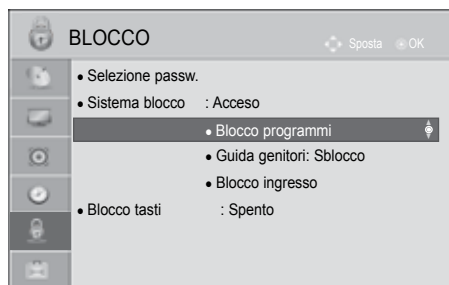 BLOCCO
Sposta OK
• Selezione passw.
• Sistema blocco : Acceso
• Blocco programmi
• Guida genitori: Sblocco
• Blocco ingresso
• Blocco tasti : Spento